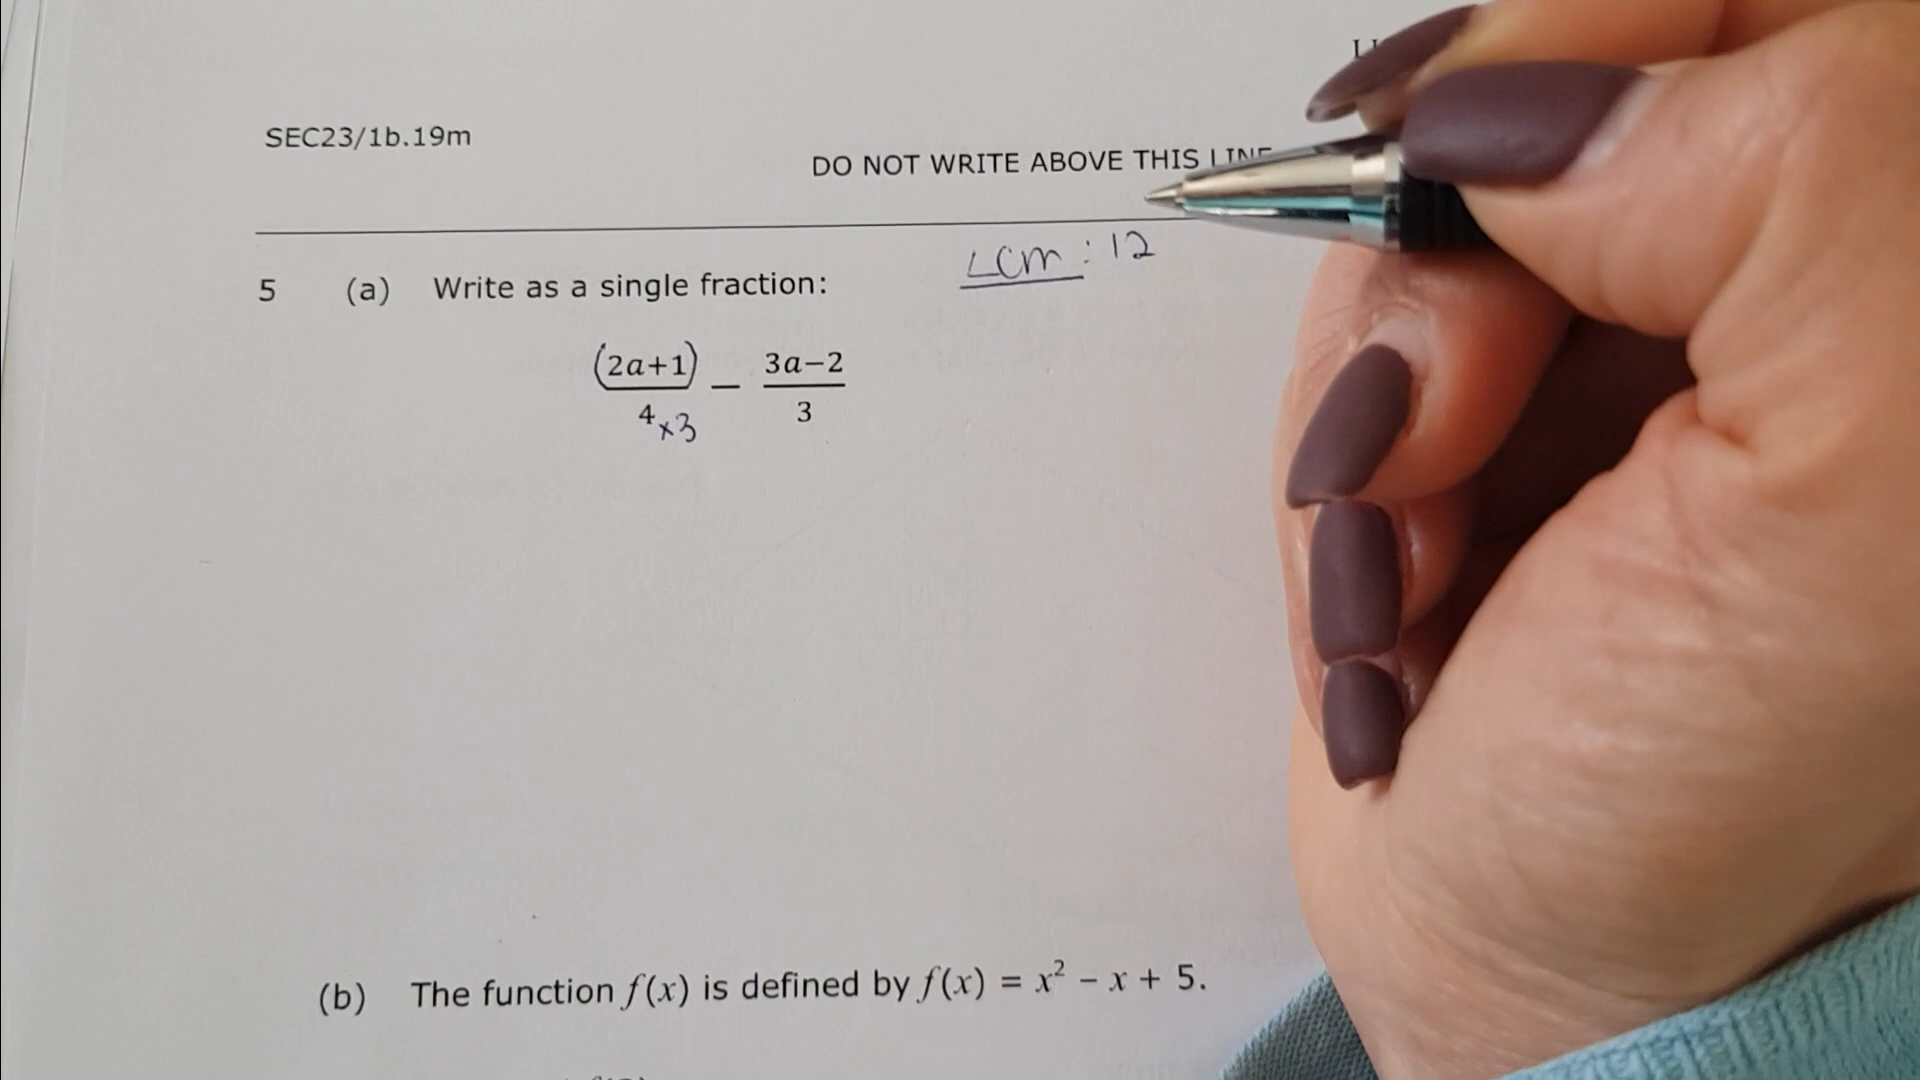 SEC23/1b.19m
DO NOT WRITE ABOVE THIS LINE
LCM: 12
5 (a) Write as a single fraction:
(2a+1) − 3a−2
4 ×3 3
(b) The function f(x) is defined by f(x) = x² − x + 5.